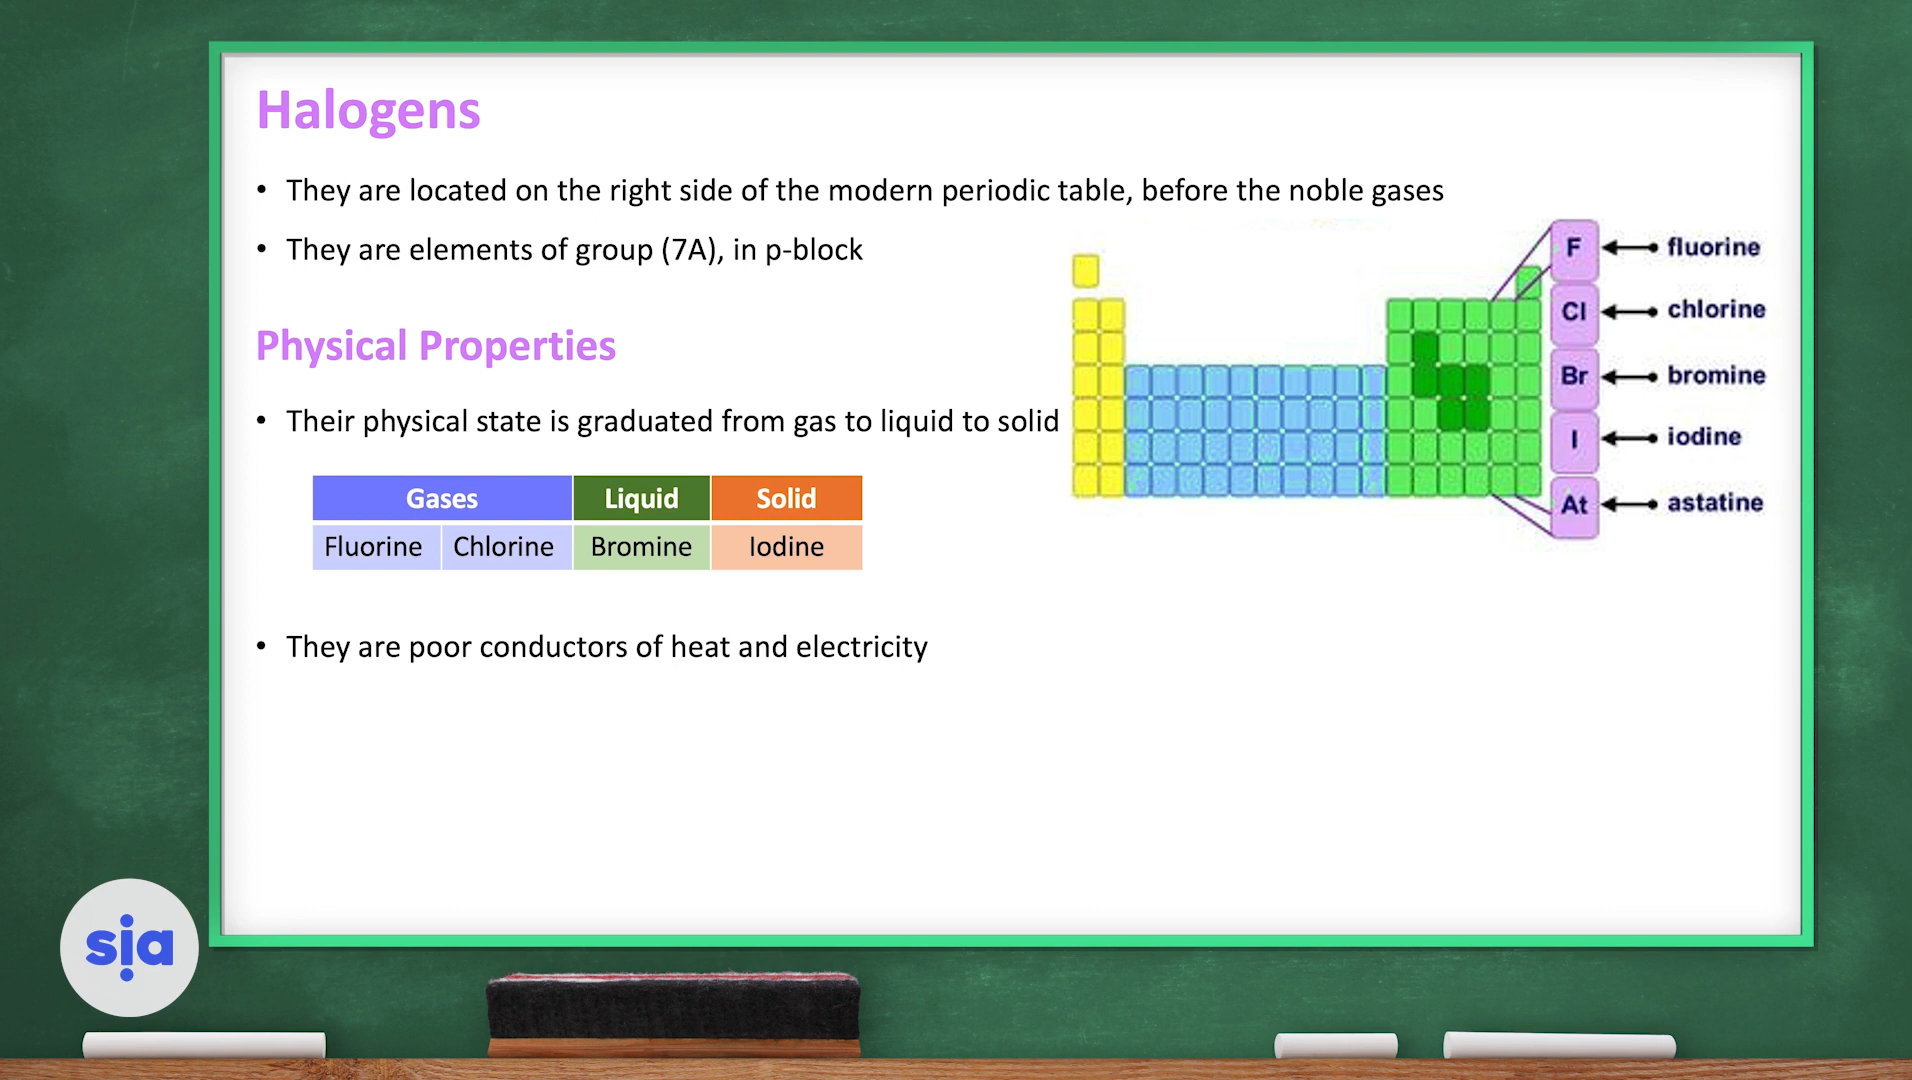 Halogens
• They are located on the right side of the modern periodic table, before the noble gases
• They are elements of group (7A), in p-block
F fluorine
Cl chlorine
Br bromine
I iodine
At astatine
Physical Properties
• Their physical state is graduated from gas to liquid to solid
Gases Liquid Solid
Fluorine Chlorine Bromine Iodine
• They are poor conductors of heat and electricity
sia